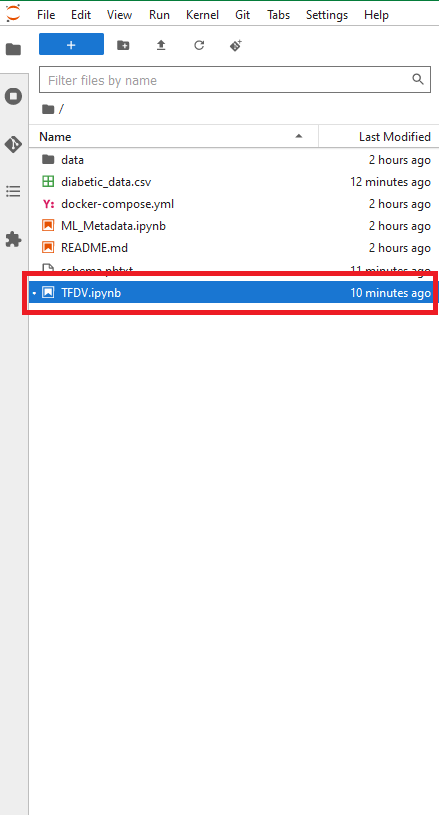 File Edit View Run Kernel Git Tabs Settings Help
+
Filter files by name
/
Name Last Modified
data 2 hours ago
diabetic_data.csv 12 minutes ago
Y: docker-compose.yml 2 hours ago
ML_Metadata.ipynb 2 hours ago
README.md 2 hours ago
schema.pbtxt 11 minutes ago
TFDV.ipynb 10 minutes ago